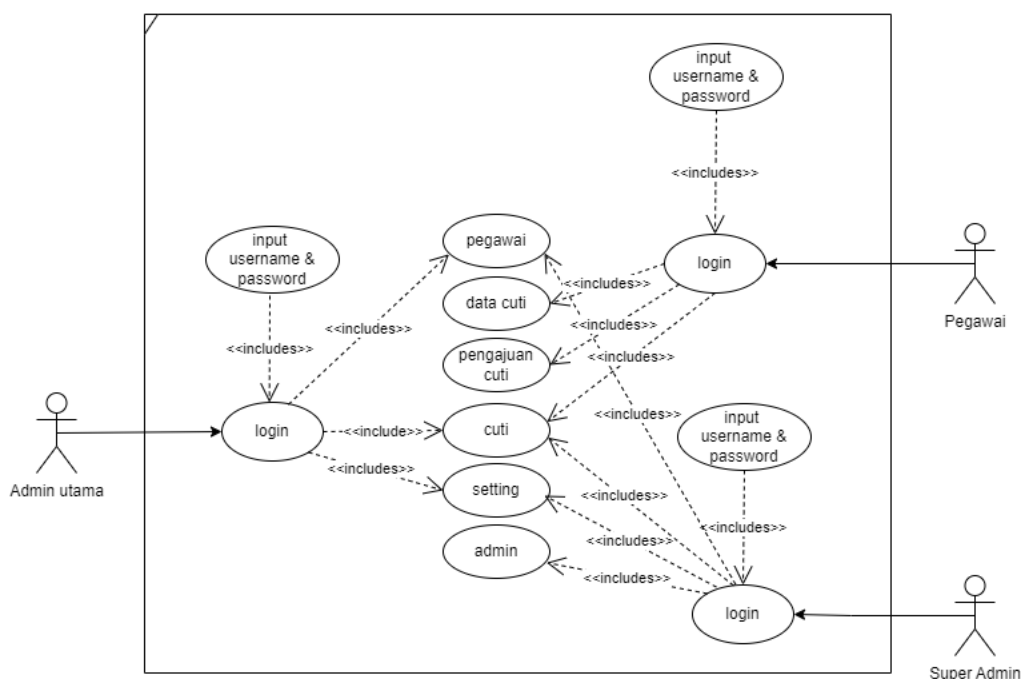 input
username &
password
<<includes>>
input
username &
password
pegawai
login
<<includes>>
data cuti
Pegawai
<<includes>>
<<includes>>
<<includes>>
pengajuan
cuti
<<includes>>
<<includes>>
input
username &
password
login
<<include>>
cuti
<<includes>>
setting
Admin utama
<<includes>>
<<includes>>
<<includes>>
admin
<<includes>>
login
Super Admin